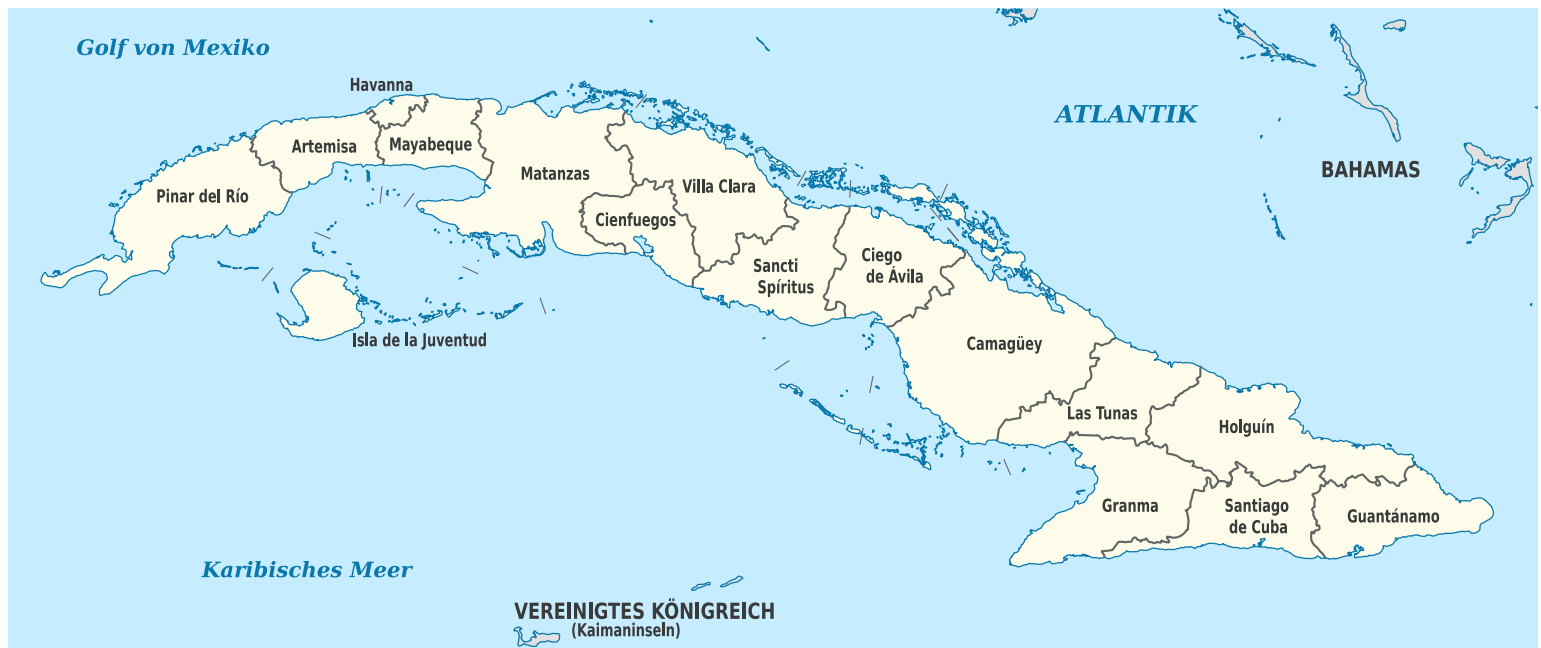 Golf von Mexiko
Havanna
ATLANTIK
Artemisa
Mayabeque
BAHAMAS
Matanzas
Pinar del Río
Villa Clara
Cienfuegos
Ciego
de Ávila
Sancti
Spíritus
Isla de la Juventud
Camagüey
Las Tunas
Holguín
Granma
Santiago
de Cuba
Guantánamo
Karibisches Meer
VEREINIGTES KÖNIGREICH
(Kaimaninseln)